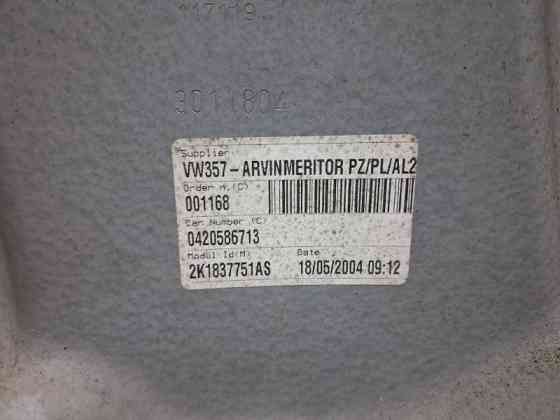 3011804
Supplier
VW357-ARVINMERITOR PZ/PL/AL2
Order n.(C)
001168
Car Number (C)
0420586713
Modul Id(M) Date
2K1837751AS 18/05/2004 09:12